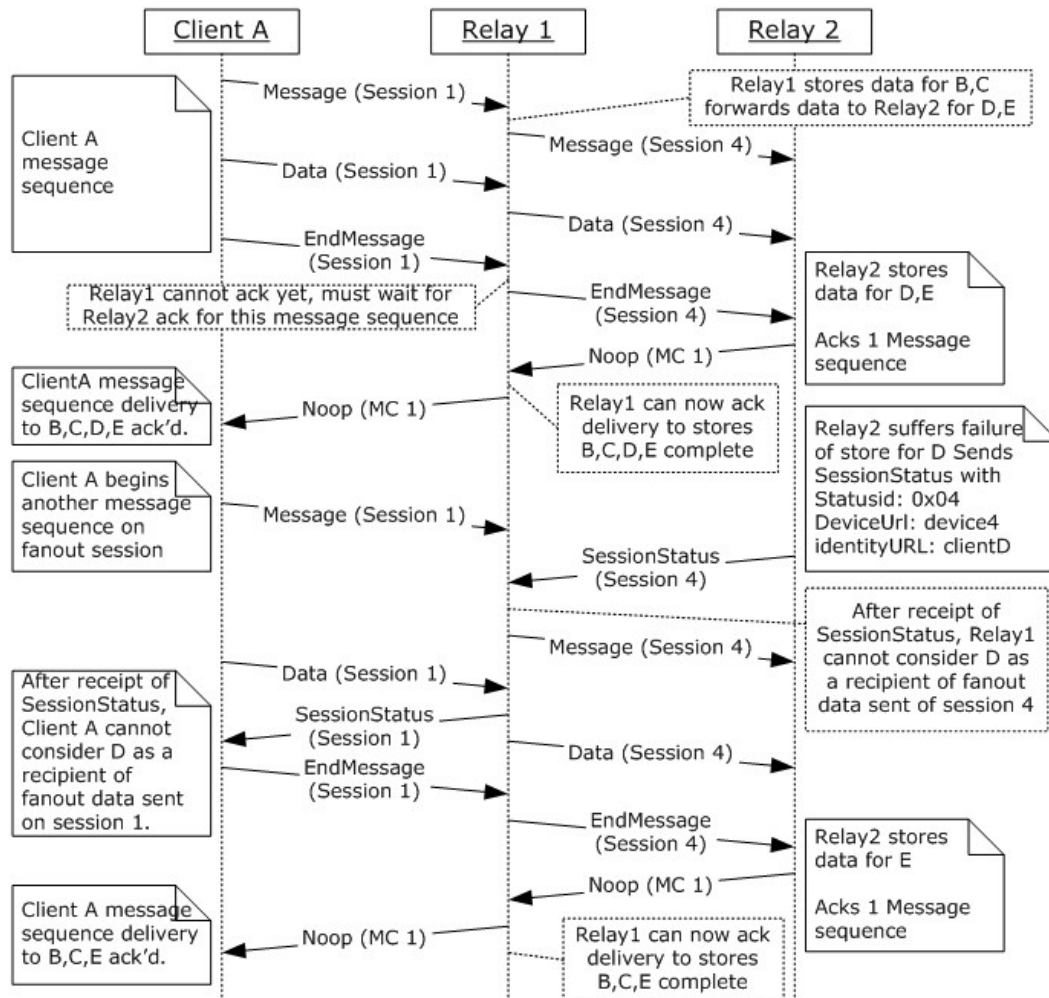 Client A
Relay 1
Relay 2
Message (Session 1)
Relay1 stores data for B,C
forwards data to Relay2 for D,E
Client A
message
sequence
Message (Session 4)
Data (Session 1)
Data (Session 4)
EndMessage
(Session 1)
Relay2 stores
data for D,E
Acks 1 Message
sequence
Relay1 cannot ack yet, must wait for
Relay2 ack for this message sequence
EndMessage
(Session 4)
Noop (MC 1)
ClientA message
sequence delivery
to B,C,D,E ack’d.
Noop (MC 1)
Relay1 can now ack
delivery to stores
B,C,D,E complete
Relay2 suffers failure
of store for D Sends
SessionStatus with
Statusid: 0x04
DeviceUrl: device4
identityURL: clientD
Client A begins
another message
sequence on
fanout session
Message (Session 1)
SessionStatus
(Session 4)
After receipt of
SessionStatus, Relay1
cannot consider D as
a recipient of fanout
data sent of session 4
Message (Session 4)
Data (Session 1)
After receipt of
SessionStatus,
Client A cannot
consider D as a
recipient of
fanout data sent
on session 1.
SessionStatus
(Session 1)
Data (Session 4)
EndMessage
(Session 1)
EndMessage
(Session 4)
Relay2 stores
data for E
Acks 1 Message
sequence
Noop (MC 1)
Client A message
sequence delivery
to B,C,E ack’d.
Noop (MC 1)
Relay1 can now ack
delivery to stores
B,C,E complete